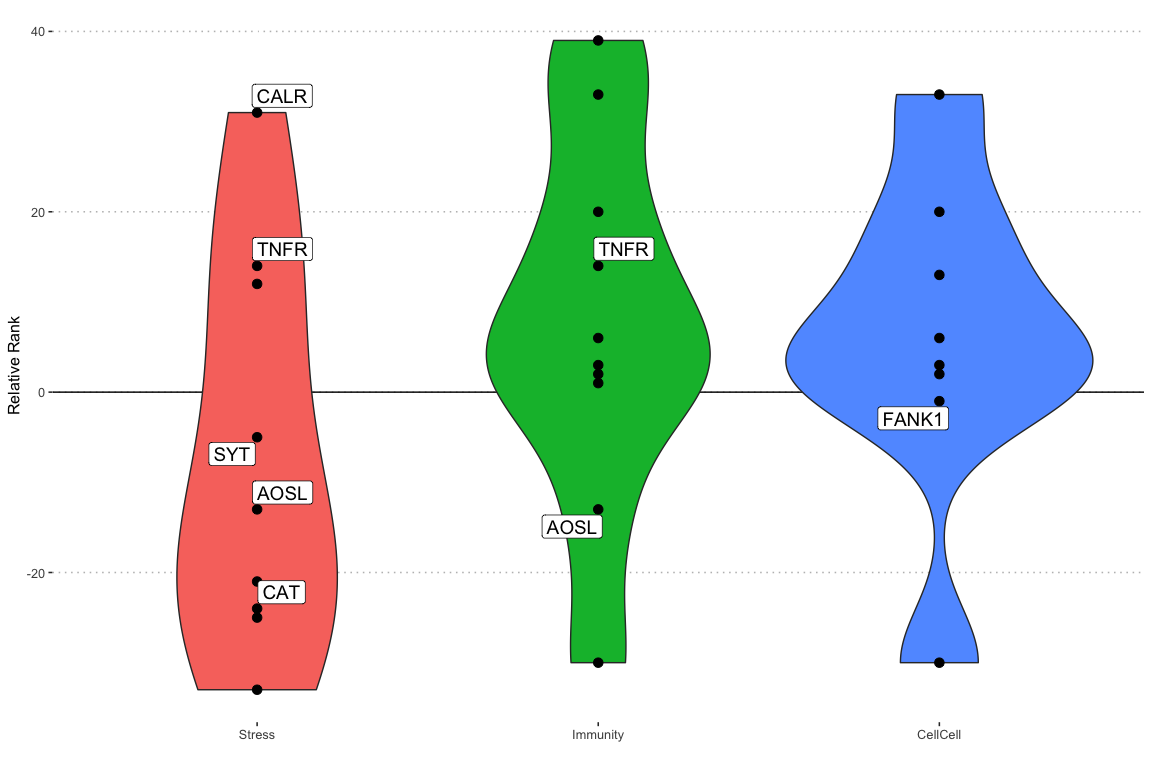 40
CALR
20
TNFR
TNFR
Relative Rank
0
FANK1
SYT
AOSL
AOSL
-20
CAT
Stress
Immunity
CellCell